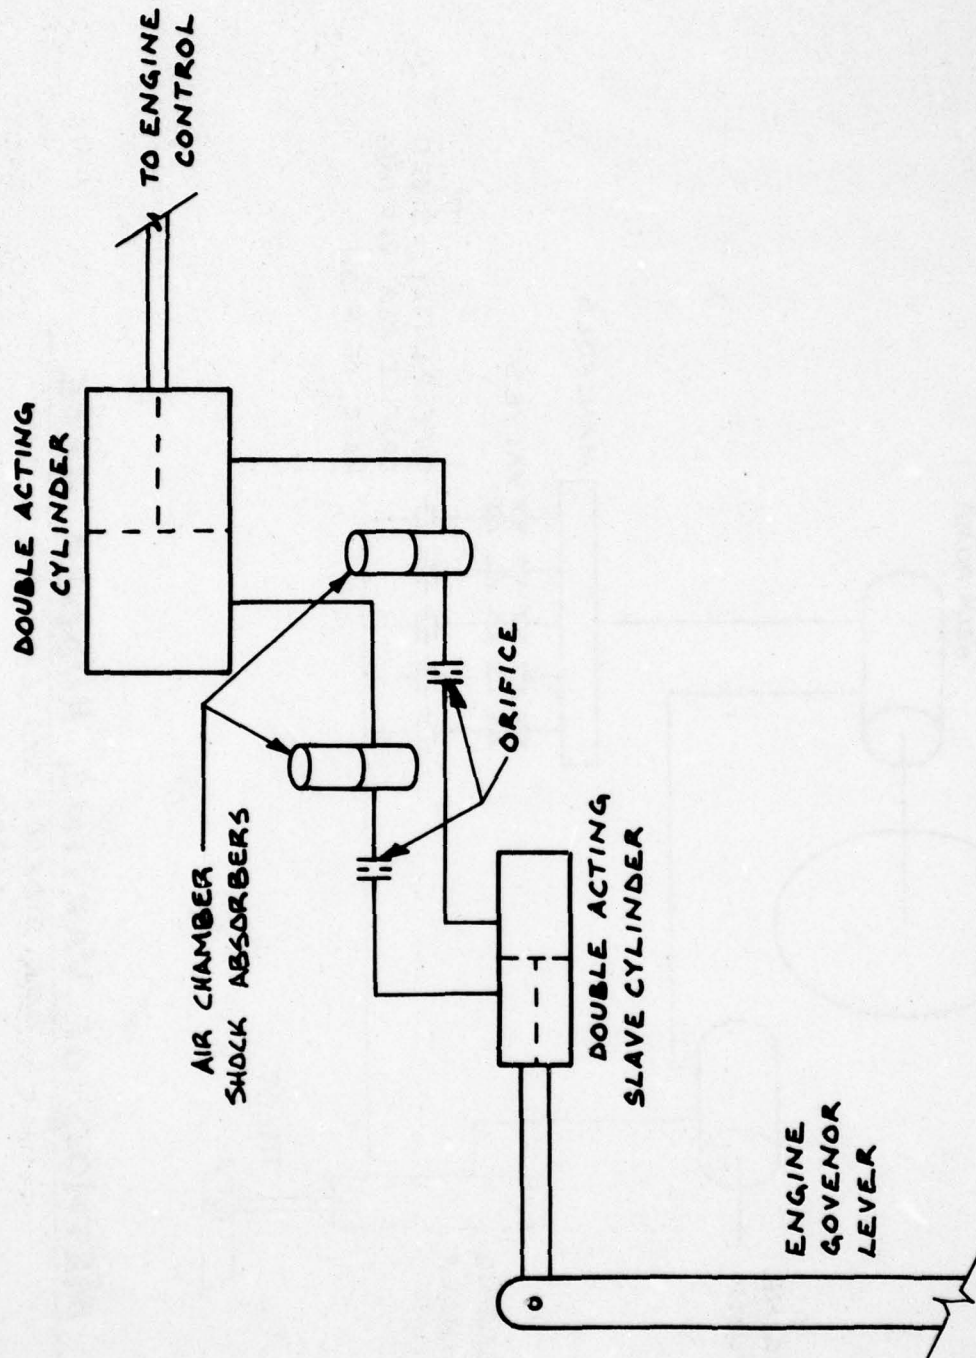 TO ENGINE
CONTROL
DOUBLE ACTING
CYLINDER
AIR CHAMBER
SHOCK ABSORBERS
ORIFICE
DOUBLE ACTING
SLAVE CYLINDER
ENGINE
GOVENOR
LEVER